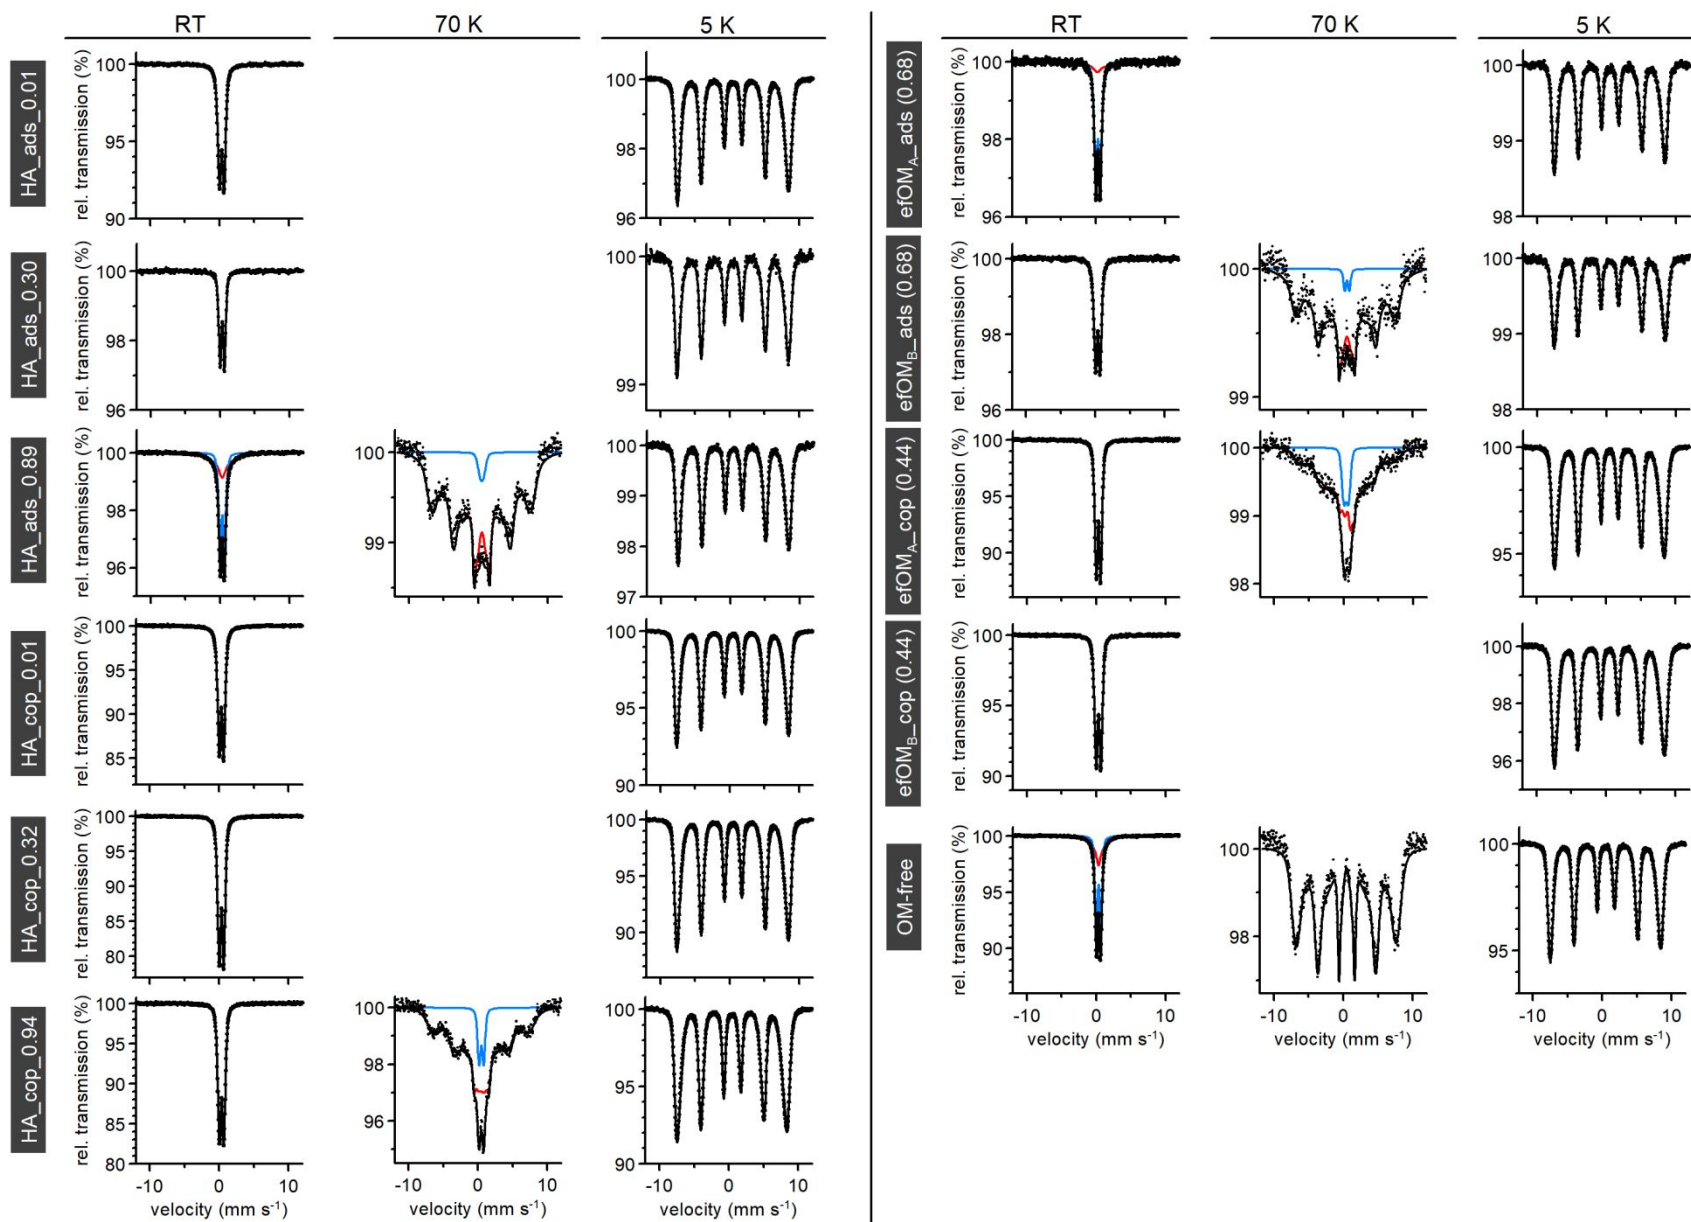 RT 70 K 5 K
HA_ads_0.01
rel. transmission (%)
100
95
90
100
98
96
HA_ads_0.30
rel. transmission (%)
100
98
96
100
99
HA_ads_0.89
rel. transmission (%)
100
98
96
100
99
100
99
98
97
HA_cop_0.01
rel. transmission (%)
100
95
90
85
100
95
90
HA_cop_0.32
rel. transmission (%)
100
95
90
85
80
100
95
90
HA_cop_0.94
rel. transmission (%)
100
95
90
85
80
100
98
96
100
95
90
-10 0 10
-10 0 10
-10 0 10
velocity (mm s⁻¹)
velocity (mm s⁻¹)
velocity (mm s⁻¹)
RT 70 K 5 K
efOM_A_ads (0.68)
rel. transmission (%)
100
98
96
100
99
98
efOM_B_ads (0.68)
rel. transmission (%)
100
98
96
100
99
100
99
98
efOM_A_cop (0.44)
rel. transmission (%)
100
95
90
100
99
98
100
95
efOM_B_cop (0.44)
rel. transmission (%)
100
95
90
100
98
96
95
OM-free
rel. transmission (%)
100
95
90
100
98
100
95
-10 0 10
-10 0 10
-10 0 10
velocity (mm s⁻¹)
velocity (mm s⁻¹)
velocity (mm s⁻¹)